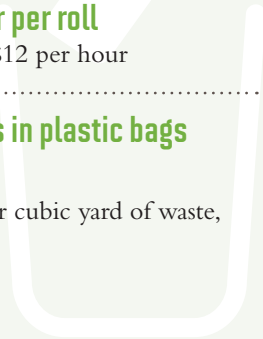 per roll
$12 per hour
in plastic bags
cubic yard of waste,